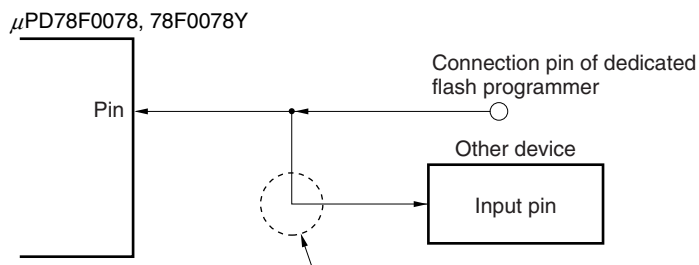 μPD78F0078, 78F0078Y
Connection pin of dedicated
flash programmer
Pin
Other device
Input pin